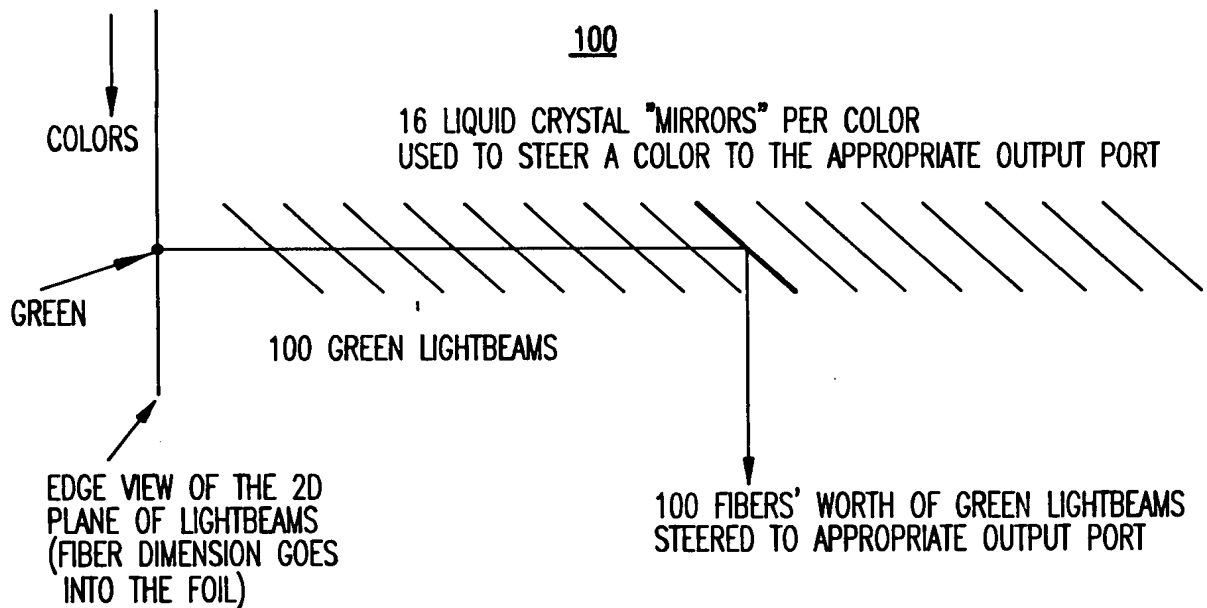 100
COLORS
16 LIQUID CRYSTAL "MIRRORS" PER COLOR
USED TO STEER A COLOR TO THE APPROPRIATE OUTPUT PORT
GREEN
100 GREEN LIGHTBEAMS
EDGE VIEW OF THE 2D
PLANE OF LIGHTBEAMS
(FIBER DIMENSION GOES
INTO THE FOIL)
100 FIBERS' WORTH OF GREEN LIGHTBEAMS
STEERED TO APPROPRIATE OUTPUT PORT